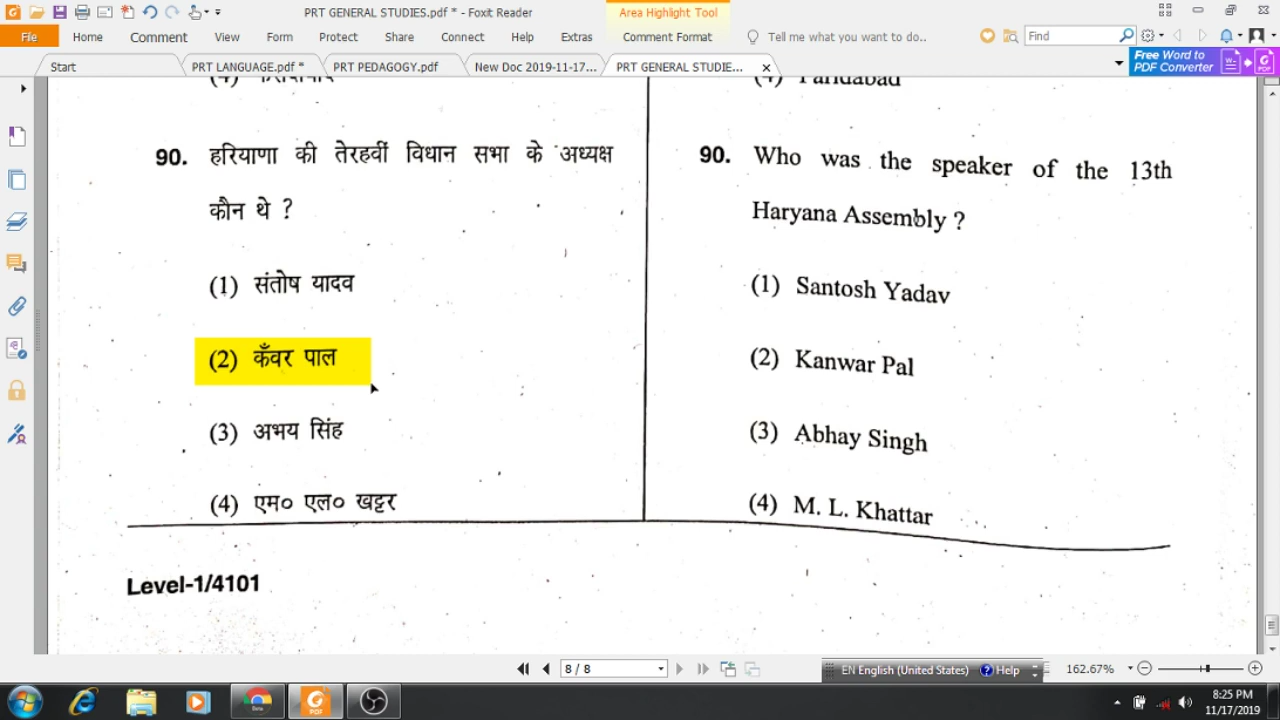 PRT GENERAL STUDIES.pdf * - Foxit Reader
Area Highlight Tool
File Home Comment View Form Protect Share Connect Help Extras Comment Format Tell me what you want to do.. Find
Start PRT LANGUAGE.pdf * PRT PEDAGOGY.pdf New Doc 2019-11-17... PRT GENERAL STUDIE...
Free Word to
PDF Converter
(4) Faridabad
90. हरियाणा की तेरहवीं विधान सभा के अध्यक्ष
कौन थे ?
(1) संतोष यादव
(2) कँवर पाल
(3) अभय सिंह
(4) एम० एल० खट्टर
90. Who was the speaker of the 13th
Haryana Assembly ?
(1) Santosh Yadav
(2) Kanwar Pal
(3) Abhay Singh
(4) M. L. Khattar
Level-1/4101
8 / 8
EN English (United States) Help
162.67%
8:25 PM
11/17/2019